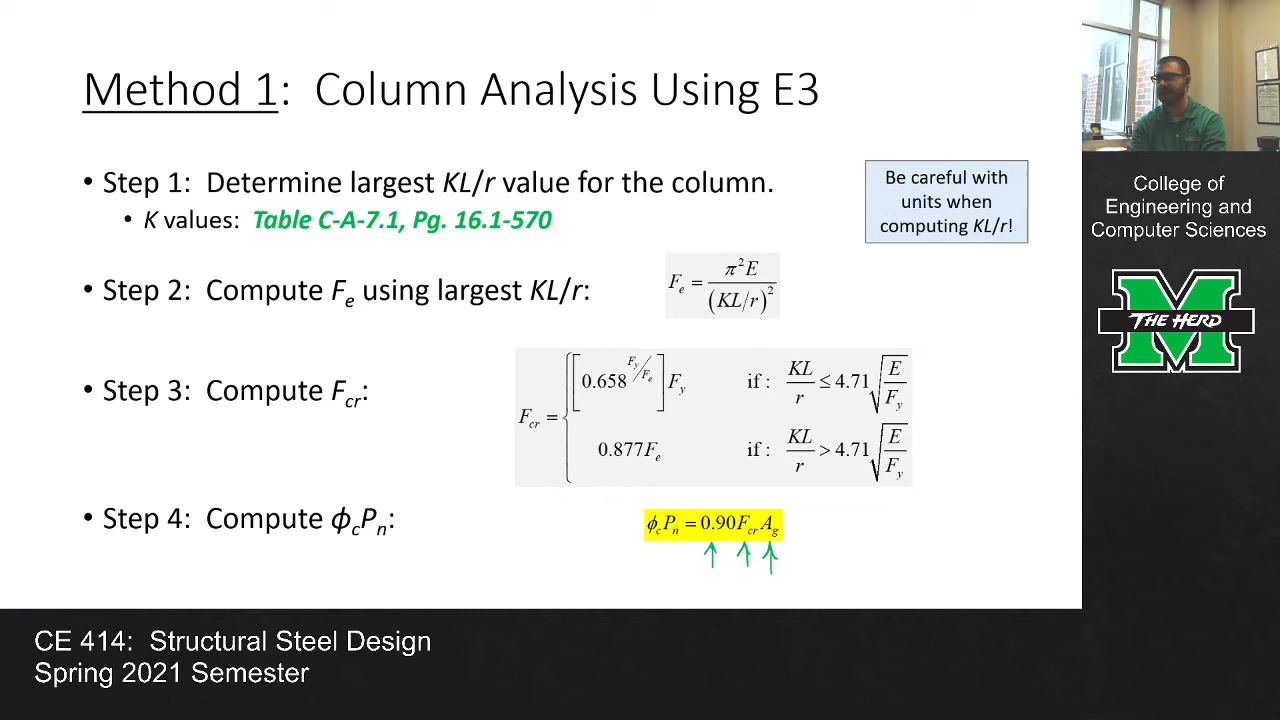 Method 1: Column Analysis Using E3
• Step 1: Determine largest KL/r value for the column.
• K values: Table C-A-7.1, Pg. 16.1-570
Be careful with
units when
computing KL/r!
• Step 2: Compute Fe using largest KL/r:
Fe = π²E / (KL/r)²
• Step 3: Compute Fcr:
Fcr = { [0.658^(Fy/Fe)] Fy if : KL/r ≤ 4.71 √(E/Fy)
0.877Fe if : KL/r > 4.71 √(E/Fy)
• Step 4: Compute ϕcPn:
ϕcPn = 0.90FcrAg
College of
Engineering and
Computer Sciences
THE HERD
CE 414: Structural Steel Design
Spring 2021 Semester